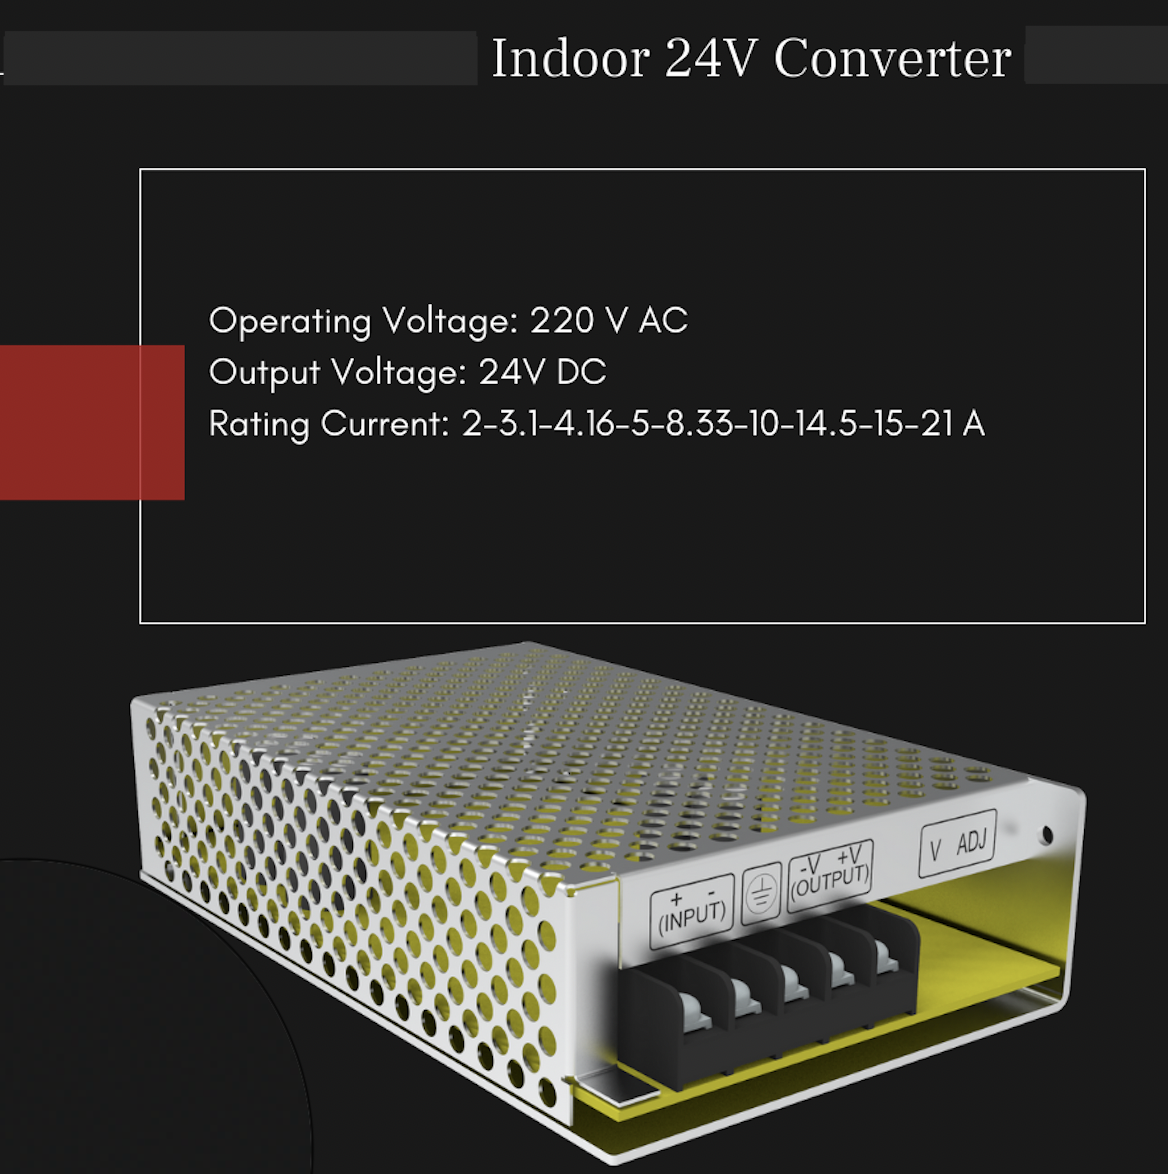 Indoor 24V Converter
Operating Voltage: 220 V AC
Output Voltage: 24V DC
Rating Current: 2-3.1-4.16-5-8.33-10-14.5-15-21 A
V ADJ
-V +V
(OUTPUT)
+ -
(INPUT)